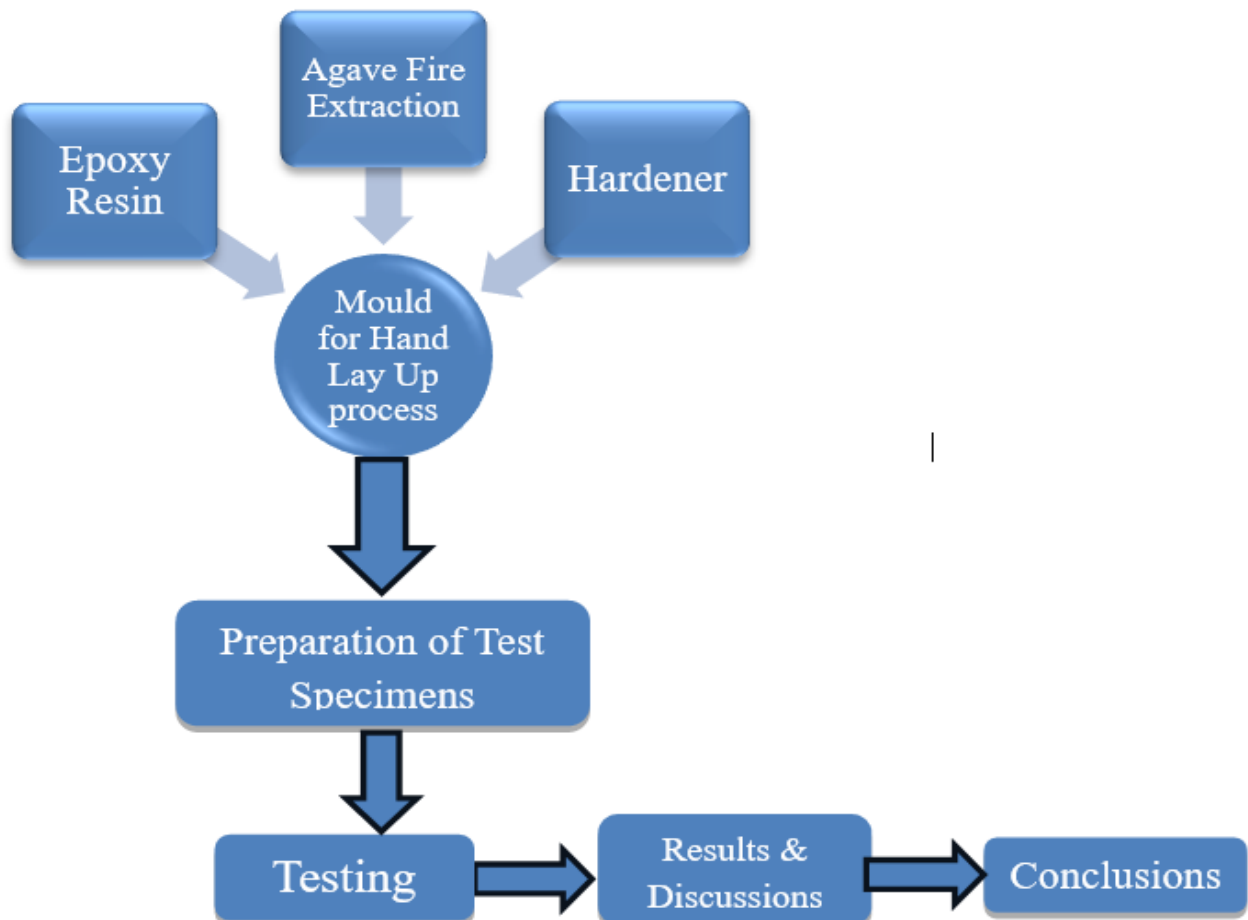 Agave Fire
Extraction
Epoxy
Resin
Hardener
Mould
for Hand
Lay Up
process
Preparation of Test
Specimens
Testing
Results &
Discussions
Conclusions